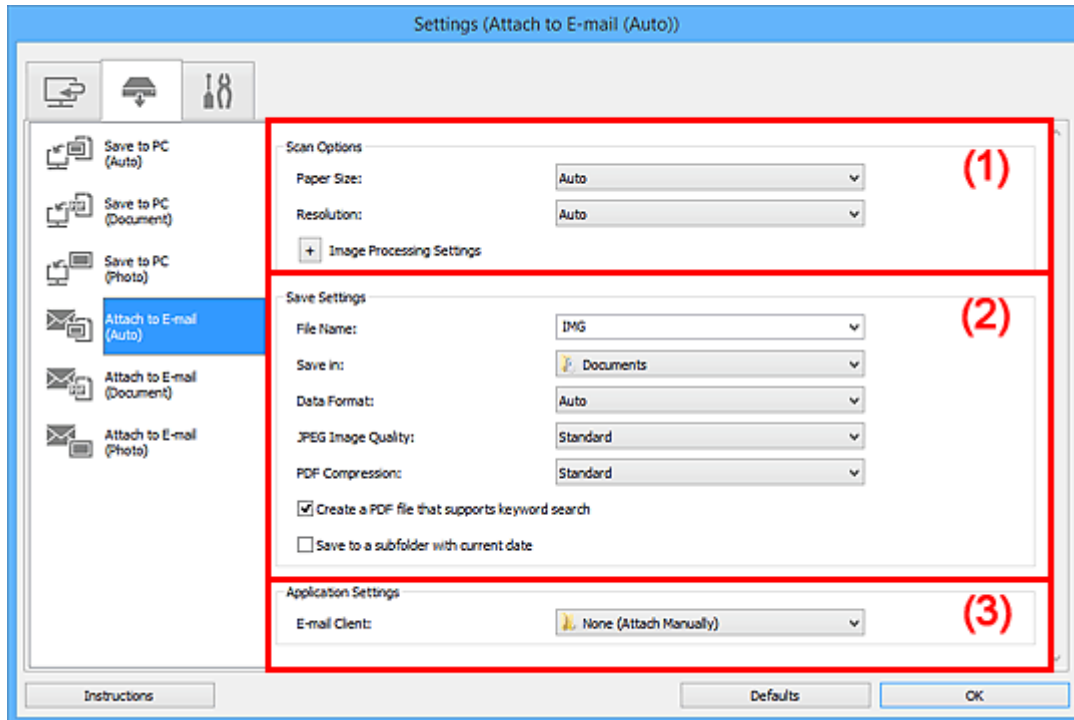 Settings (Attach to E-mail (Auto))
Save to PC
(Auto)
Save to PC
(Document)
Save to PC
(Photo)
Attach to E-mail
(Auto)
Attach to E-mail
(Document)
Attach to E-mail
(Photo)
Scan Options
(1)
Paper Size: Auto
Resolution: Auto
+ Image Processing Settings
Save Settings
(2)
File Name: IMG
Save in: Documents
Data Format: Auto
JPEG Image Quality: Standard
PDF Compression: Standard
Create a PDF file that supports keyword search
Save to a subfolder with current date
Application Settings
(3)
E-mail Client: None (Attach Manually)
Instructions Defaults OK